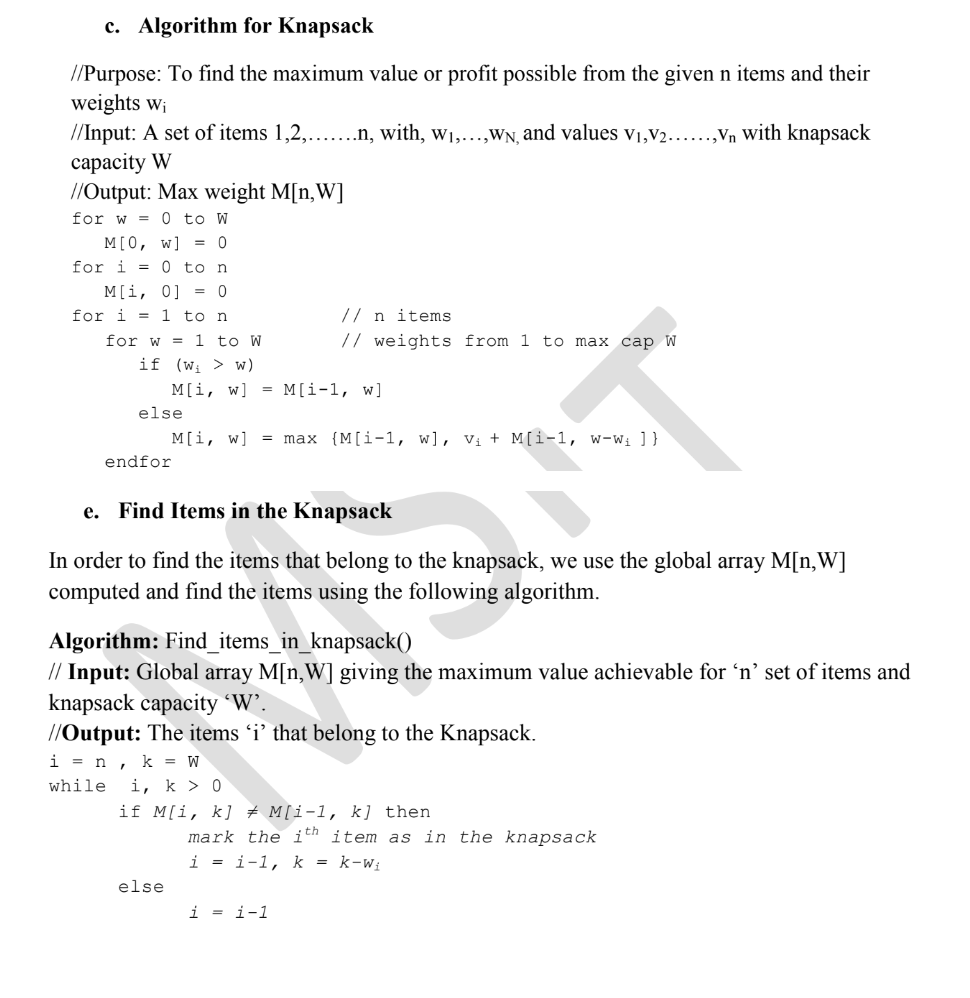 c. Algorithm for Knapsack
//Purpose: To find the maximum value or profit possible from the given n items and their
weights wᵢ
//Input: A set of items 1,2,…….n, with, w₁,…,w_N, and values v₁,v₂……,vₙ with knapsack
capacity W
//Output: Max weight M[n,W]
for w = 0 to W
M[0, w] = 0
for i = 0 to n
M[i, 0] = 0
for i = 1 to n // n items
for w = 1 to W // weights from 1 to max cap W
if (wᵢ > w)
M[i, w] = M[i-1, w]
else
M[i, w] = max {M[i-1, w], vᵢ + M[i-1, w-wᵢ ]}
endfor
e. Find Items in the Knapsack
In order to find the items that belong to the knapsack, we use the global array M[n,W]
computed and find the items using the following algorithm.
Algorithm: Find_items_in_knapsack()
// Input: Global array M[n,W] giving the maximum value achievable for ‘n’ set of items and
knapsack capacity ‘W’.
//Output: The items ‘i’ that belong to the Knapsack.
i = n , k = W
while i, k > 0
if M[i, k] ≠ M[i-1, k] then
mark the iᵗʰ item as in the knapsack
i = i-1, k = k-wᵢ
else
i = i-1
MSIT